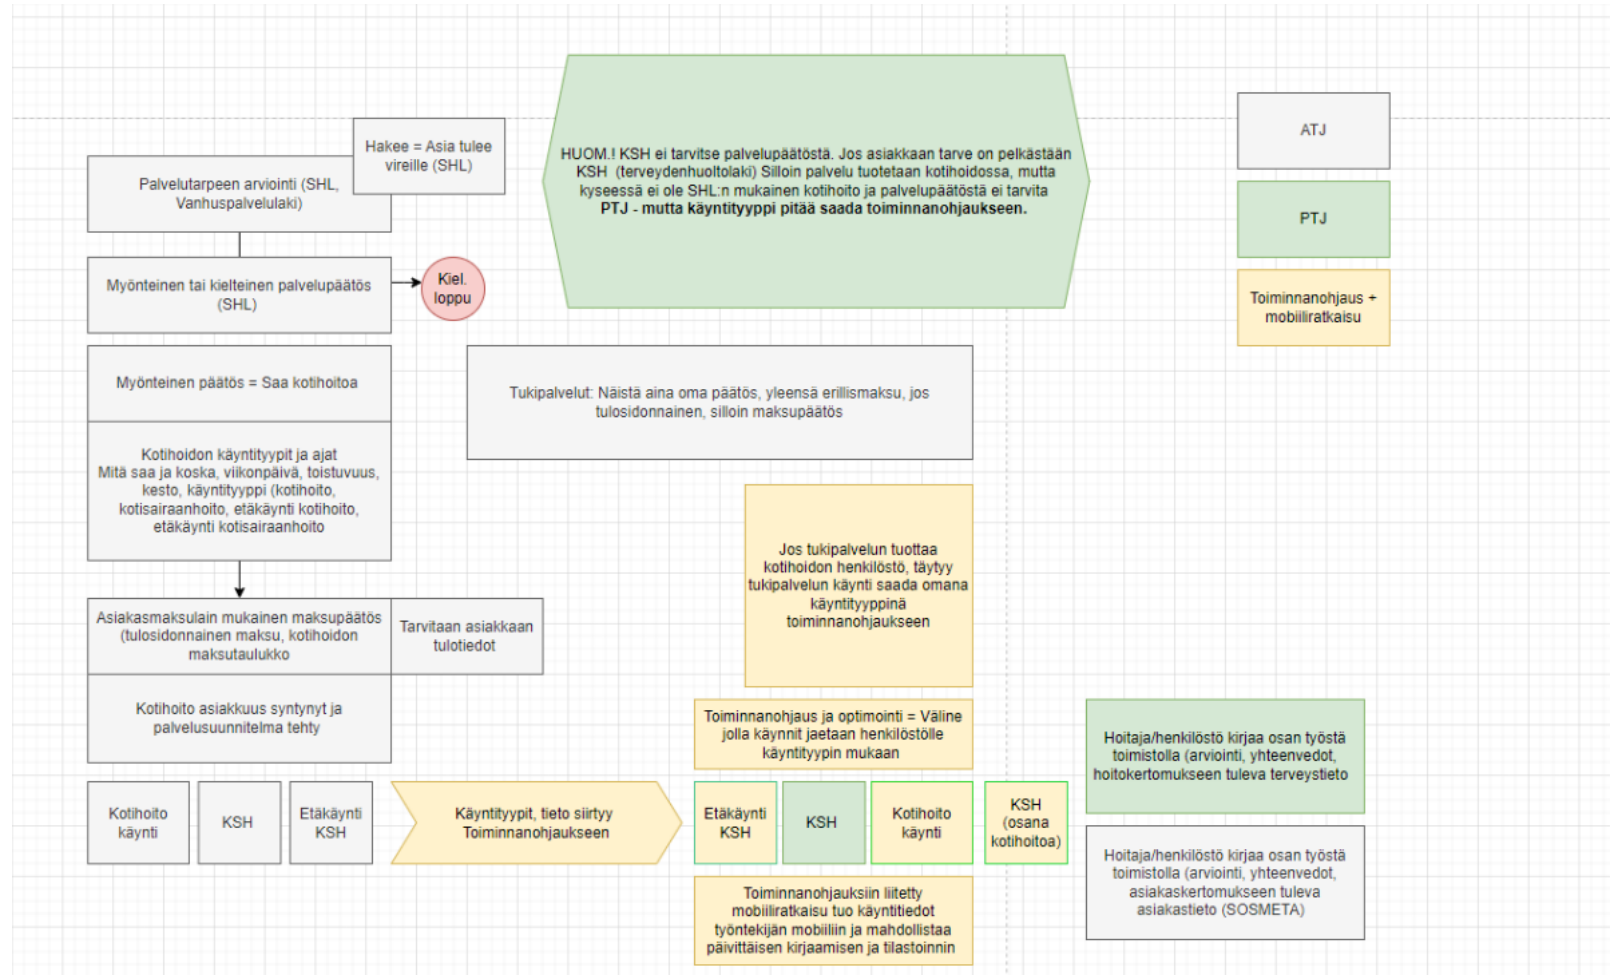 Hakee = Asia tulee
vireille (SHL)
Palvelutarpeen arviointi (SHL,
Vanhuspalvelulaki)
Myönteinen tai kielteinen palvelupäätös
(SHL)
Kiel.
loppu
HUOM.! KSH ei tarvitse palvelupäätöstä. Jos asiakkaan tarve on pelkästään
KSH (terveydenhuoltolaki) Silloin palvelu tuotetaan kotihoidossa, mutta
kyseessä ei ole SHL:n mukainen kotihoito ja palvelupäätöstä ei tarvita
PTJ - mutta käyntityyppi pitää saada toiminnanohjaukseen.
ATJ
PTJ
Toiminnanohjaus +
mobiiliratkaisu
Myönteinen päätös = Saa kotihoitoa
Kotihoidon käyntityypit ja ajat
Mitä saa ja koska, viikonpäivä, toistuvuus,
kesto, käyntityyppi (kotihoito,
kotisairaanhoito, etäkäynti kotihoito,
etäkäynti kotisairaanhoito
Tukipalvelut: Näistä aina oma päätös, yleensä erillismaksu, jos
tulosidonnainen, silloin maksupäätös
Jos tukipalvelun tuottaa
kotihoidon henkilöstö, täytyy
tukipalvelun käynti saada omana
käyntityyppinä
toiminnanohjaukseen
Asiakasmaksulain mukainen maksupäätös
(tulosidonnainen maksu, kotihoidon
maksutaulukko
Tarvitaan asiakkaan
tulotiedot
Kotihoito asiakkuus syntynyt ja
palvelusuunnitelma tehty
Toiminnanohjaus ja optimointi = Väline
jolla käynnit jaetaan henkilöstölle
käyntityypin mukaan
Kotihoito
käynti
KSH
Etäkäynti
KSH
Käyntityypit, tieto siirtyy
Toiminnanohjaukseen
Etäkäynti
KSH
KSH
Kotihoito
käynti
KSH
(osana
kotihoitoa)
Toiminnanohjauksiin liitetty
mobiiliratkaisu tuo käyntitiedot
työntekijän mobiiliin ja mahdollistaa
päivittäisen kirjaamisen ja tilastoinnin
Hoitaja/henkilöstö kirjaa osan työstä
toimistolla (arviointi, yhteenvedot,
hoitokertomukseen tuleva terveystieto
Hoitaja/henkilöstö kirjaa osan työstä
toimistolla (arviointi, yhteenvedot,
asiakaskertomukseen tuleva
asiakastieto (SOSMETA)